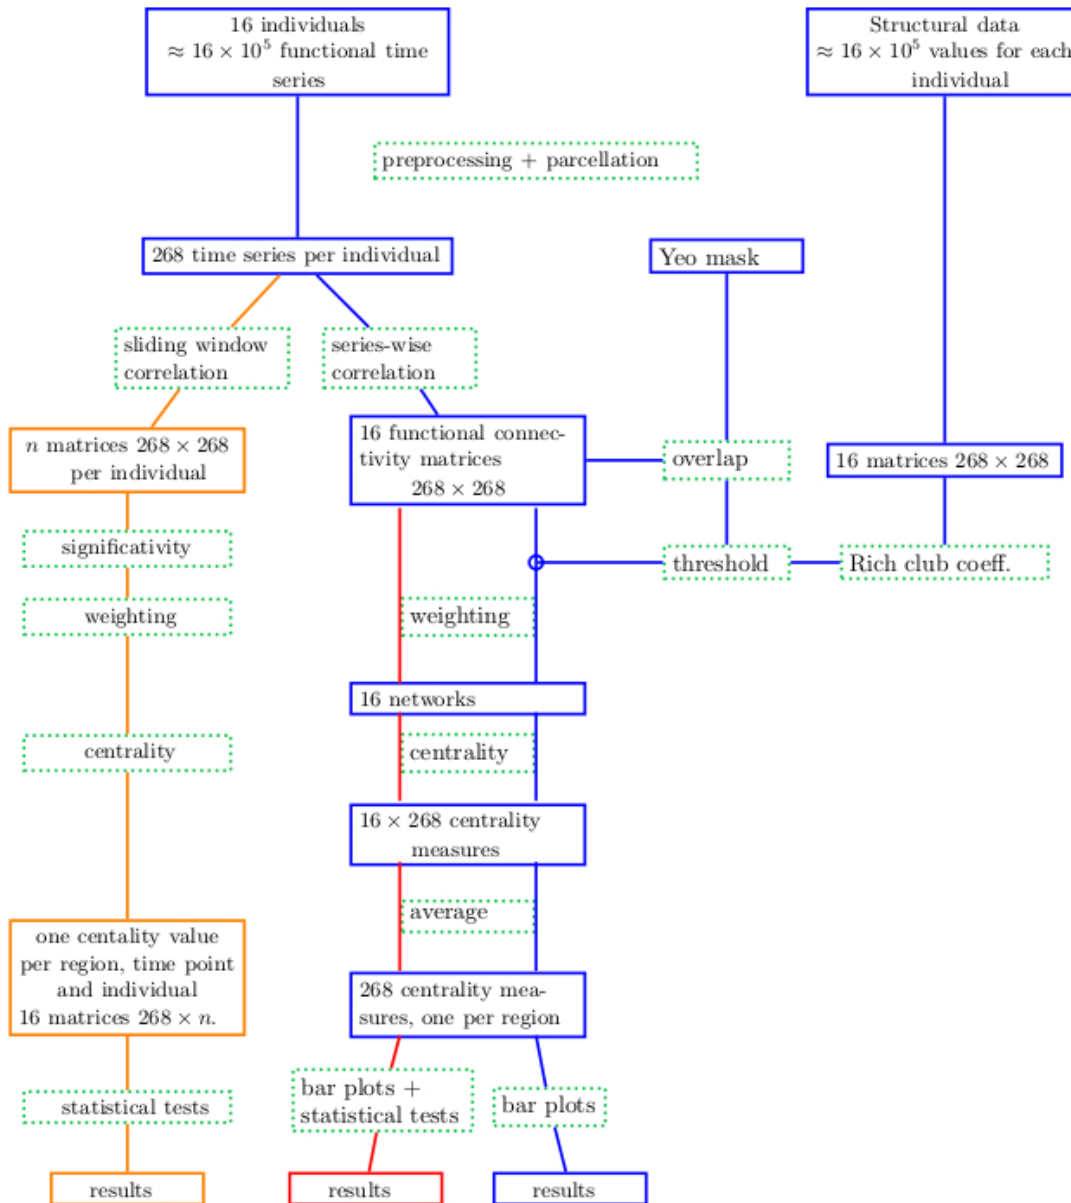 16 individuals
≈ 16 × 10⁵ functional time
series
Structural data
≈ 16 × 10⁵ values for each
individual
preprocessing + parcellation
268 time series per individual
Yeo mask
sliding window
correlation
series-wise
correlation
n matrices 268 × 268
per individual
16 functional connec-
tivity matrices
268 × 268
overlap
16 matrices 268 × 268
significativity
threshold
Rich club coeff.
weighting
weighting
16 networks
centrality
centrality
16 × 268 centrality
measures
average
one centality value
per region, time point
and individual
16 matrices 268 × n.
268 centrality mea-
sures, one per region
statistical tests
bar plots +
statistical tests
bar plots
results
results
results